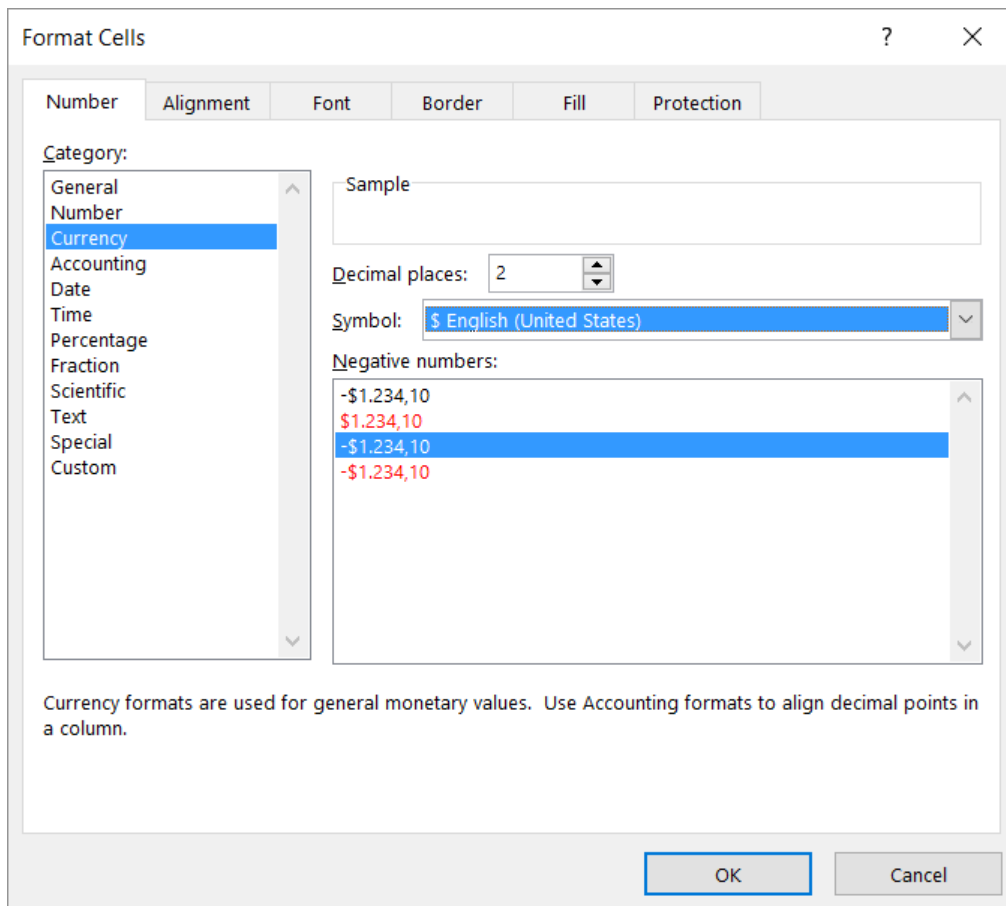 Format Cells ?
Number Alignment Font Border Fill Protection
Category:
General
Number
Currency
Accounting
Date
Time
Percentage
Fraction
Scientific
Text
Special
Custom
Sample
Decimal places: 2
Symbol: $ English (United States)
Negative numbers:
-$1.234,10
$1.234,10
-$1.234,10
-$1.234,10
Currency formats are used for general monetary values.  Use Accounting formats to align decimal points in
a column.
OK Cancel